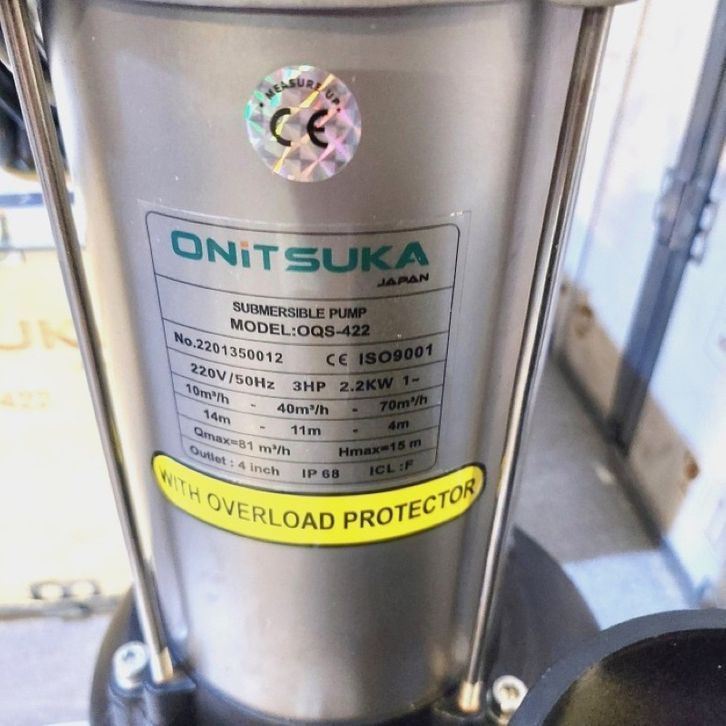 MEASURE UP
CE
ONiTSUKA
JAPAN
SUBMERSIBLE PUMP
MODEL:OQS-422
No.2201350012 CE ISO9001
220V/50Hz 3HP 2.2KW 1~
10m³/h - 40m³/h - 70m³/h
14m - 11m - 4m
Qmax=81 m³/h Hmax=15 m
Outlet : 4 inch IP 68 ICL :F
WITH OVERLOAD PROTECTOR
UK
422